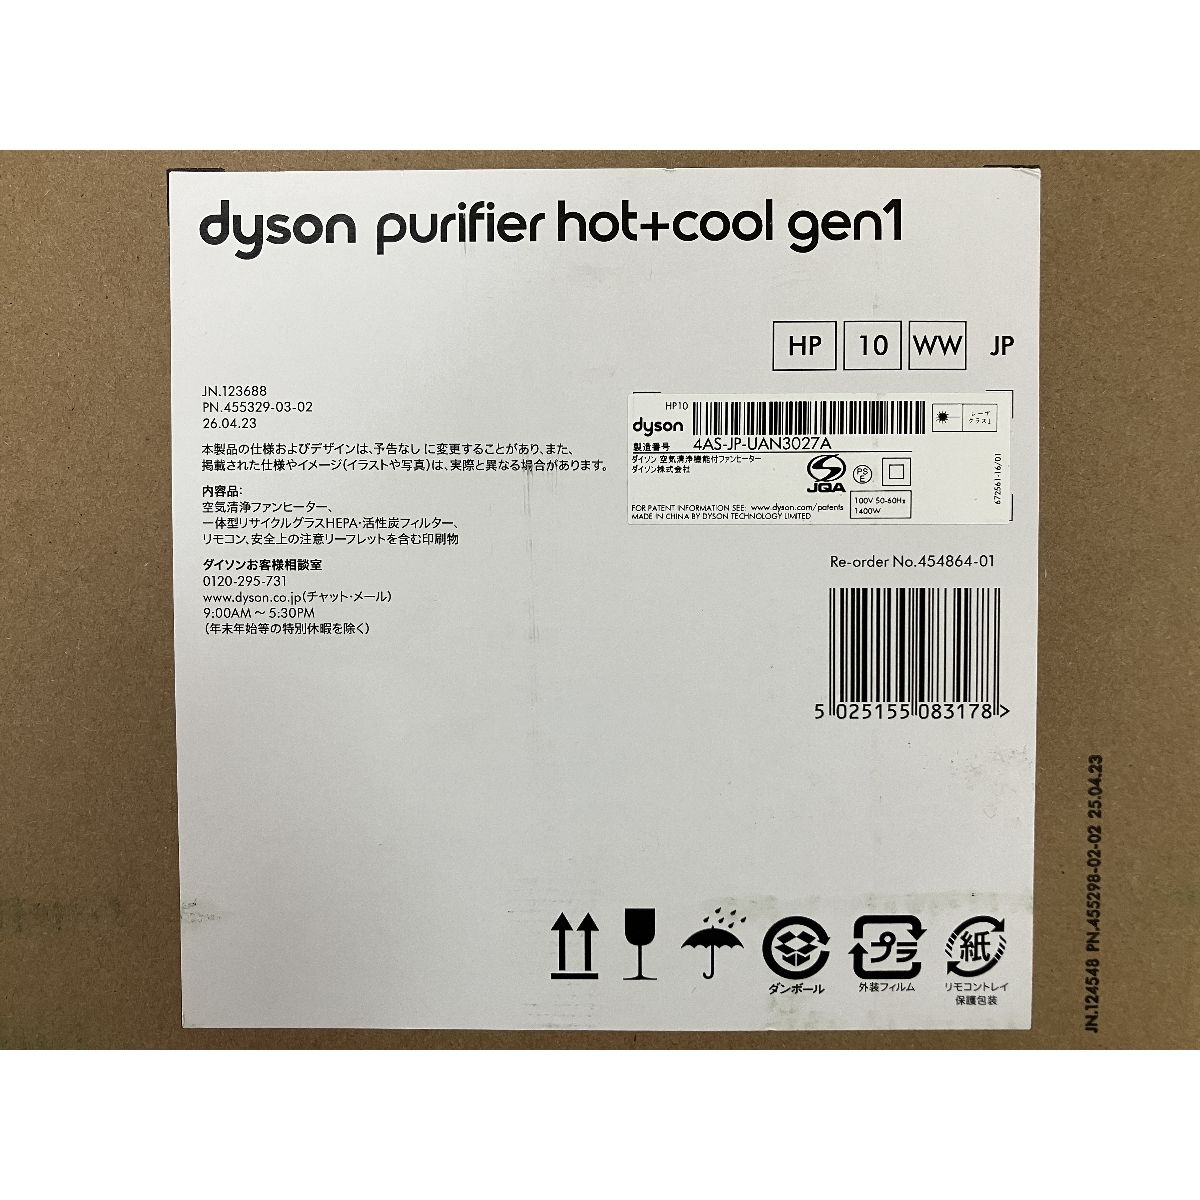 dyson purifier hot+cool gen1
HP 10 WW JP
JN.123688
PN.455329-03-02
26.04.23
本製品の仕様およびデザインは、予告なしに変更することがあり、また、
掲載された仕様やイメージ（イラストや写真）は、実際と異なる場合があります。
内容品：
空気清浄ファンヒーター、
一体型リサイクルグラスHEPA・活性炭フィルター、
リモコン、安全上の注意リーフレットを含む印刷物
ダイソンお客様相談室
0120-295-731
www.dyson.co.jp（チャット・メール）
9:00AM～5:30PM
（年末年始等の特別休暇を除く）
HP10
dyson
製造番号 4AS-JP-UAN3027A
ダイソン 空気清浄機能付ファンヒーター
ダイソン株式会社
JQA
PS
E
レーザ
クラス1
100V 50-60Hz
1400W
FOR PATENT INFORMATION SEE: www.dyson.com/patents
MADE IN CHINA BY DYSON TECHNOLOGY LIMITED
672561-16/01
Re-order No.454864-01
5 025155 083178 >
プラ
紙
ダンボール
外装フィルム
リモコントレイ
保護包装
JN.124548 PN.455298-02-02 25.04.23